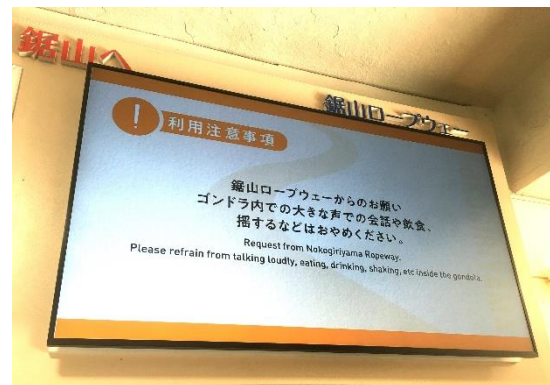 鋸山へ
鋸山ロープウェー
!
利用注意事項
鋸山ロープウェーからのお願い
ゴンドラ内での大きな声での会話や飲食、
揺するなどはおやめください。
Request from Nokogiriyama Ropeway.
Please refrain from talking loudly, eating, drinking, shaking, etc inside the gondola.